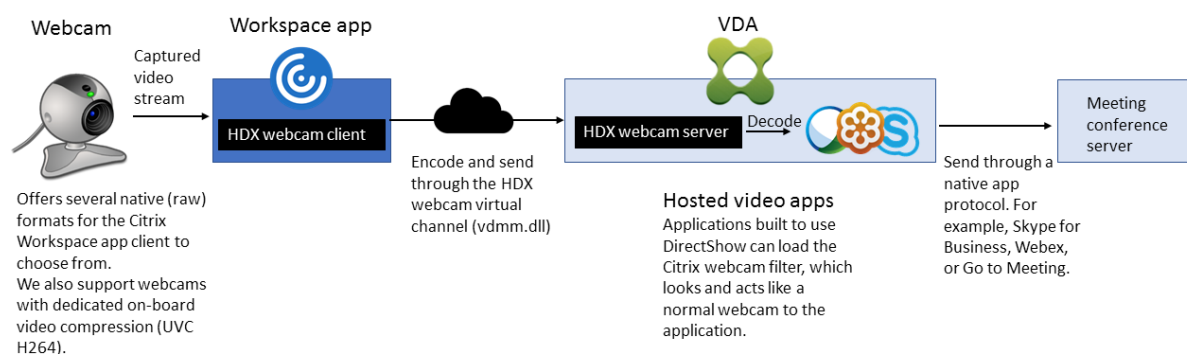 Webcam
Captured
video
stream
Offers several native (raw)
formats for the Citrix
Workspace app client to
choose from.
We also support webcams
with dedicated on-board
video compression (UVC
H264).
Workspace app
HDX webcam client
Encode and send
through the HDX
webcam virtual
channel (vdmm.dll)
VDA
HDX webcam server
Decode
S
Hosted video apps
Applications built to use
DirectShow can load the
Citrix webcam filter, which
looks and acts like a
normal webcam to the
application.
Send through a
native app
protocol. For
example, Skype for
Business, Webex,
or Go to Meeting.
Meeting
conference
server